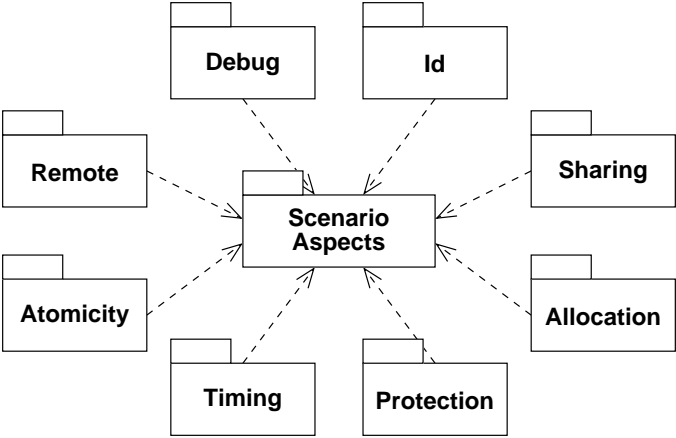 Debug
Id
Remote
Sharing
Scenario
Aspects
Atomicity
Allocation
Timing
Protection